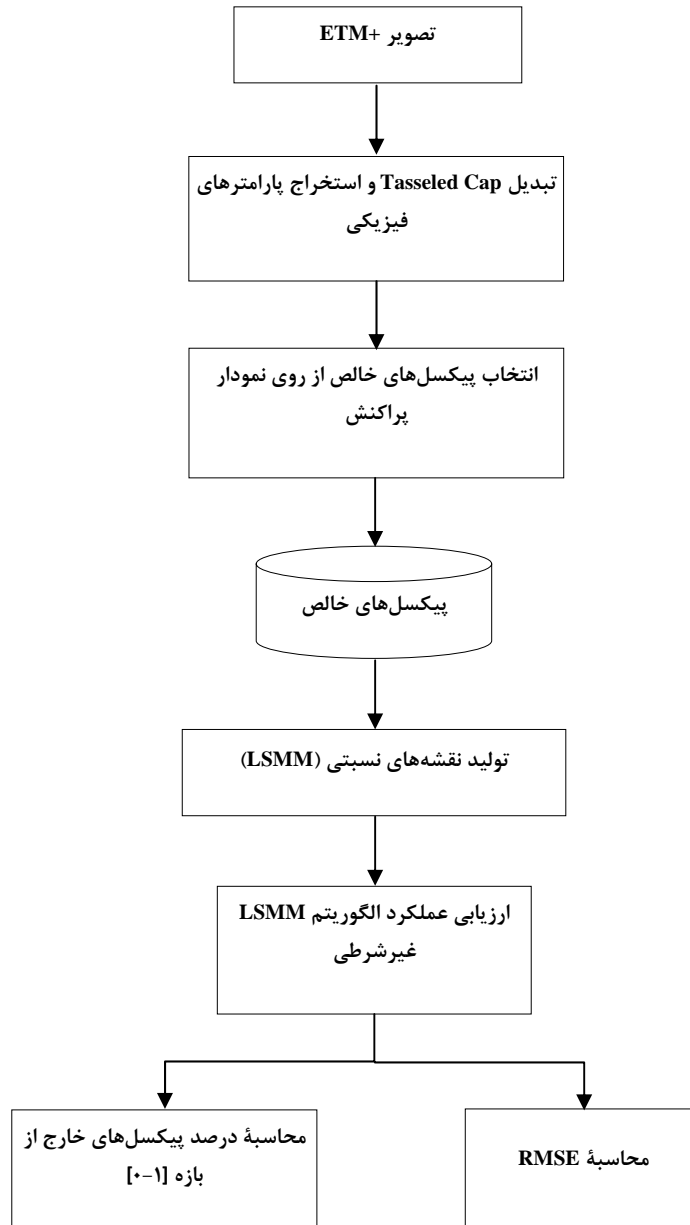 تصویر ETM+
تبدیل Tasseled Cap و استخراج پارامترهای
فیزیکی
انتخاب پیکسل‌های خالص از روی نمودار
پراکنش
پیکسل‌های خالص
تولید نقشه‌های نسبتی (LSMM)
ارزیابی عملکرد الگوریتم LSMM
غیرشرطی
محاسبۀ RMSE
محاسبۀ درصد پیکسل‌های خارج از
بازه [۰-۱]